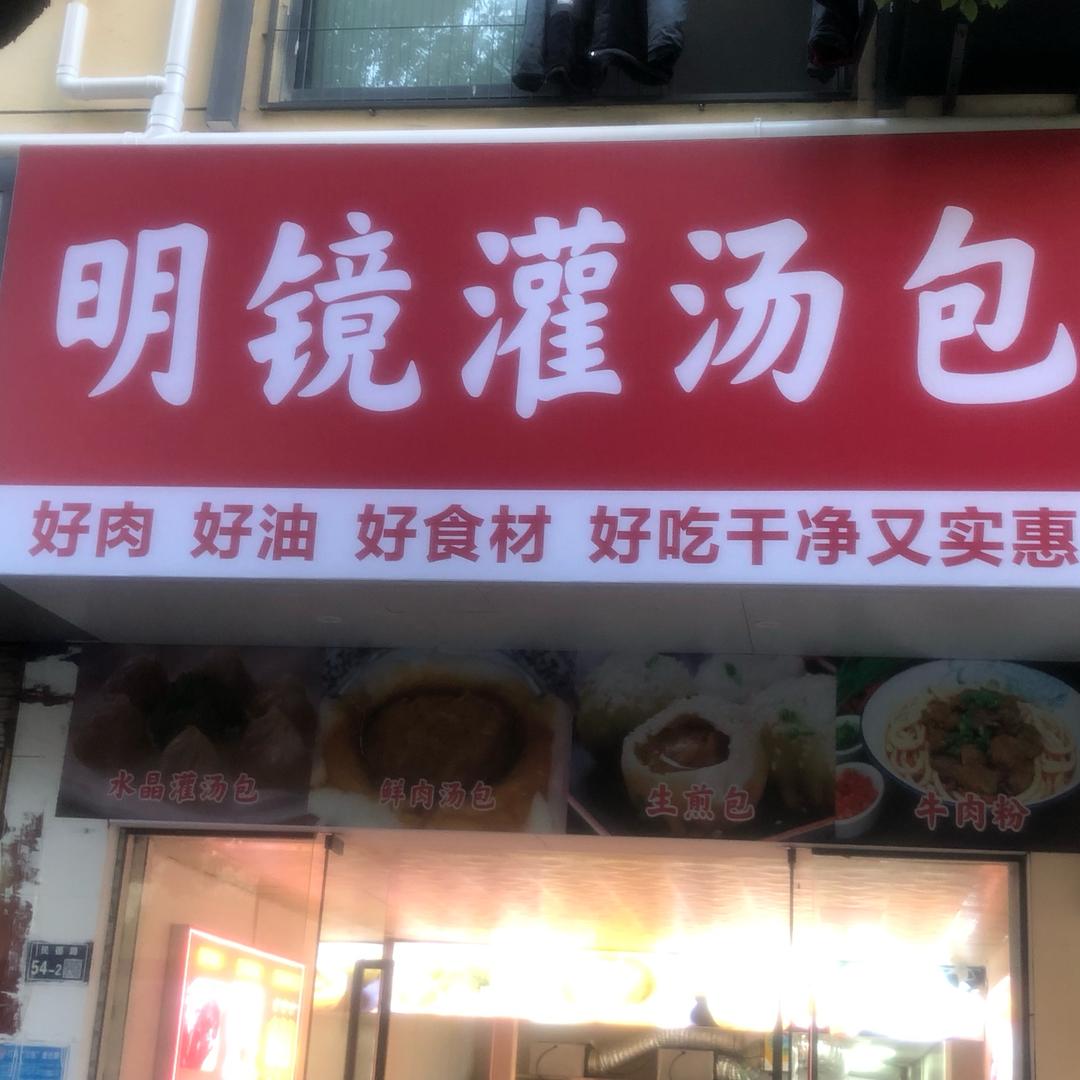 明镜灌汤包
好肉 好油 好食材 好吃干净又实惠
水晶灌汤包 鲜肉汤包 生煎包 牛肉粉
54-2